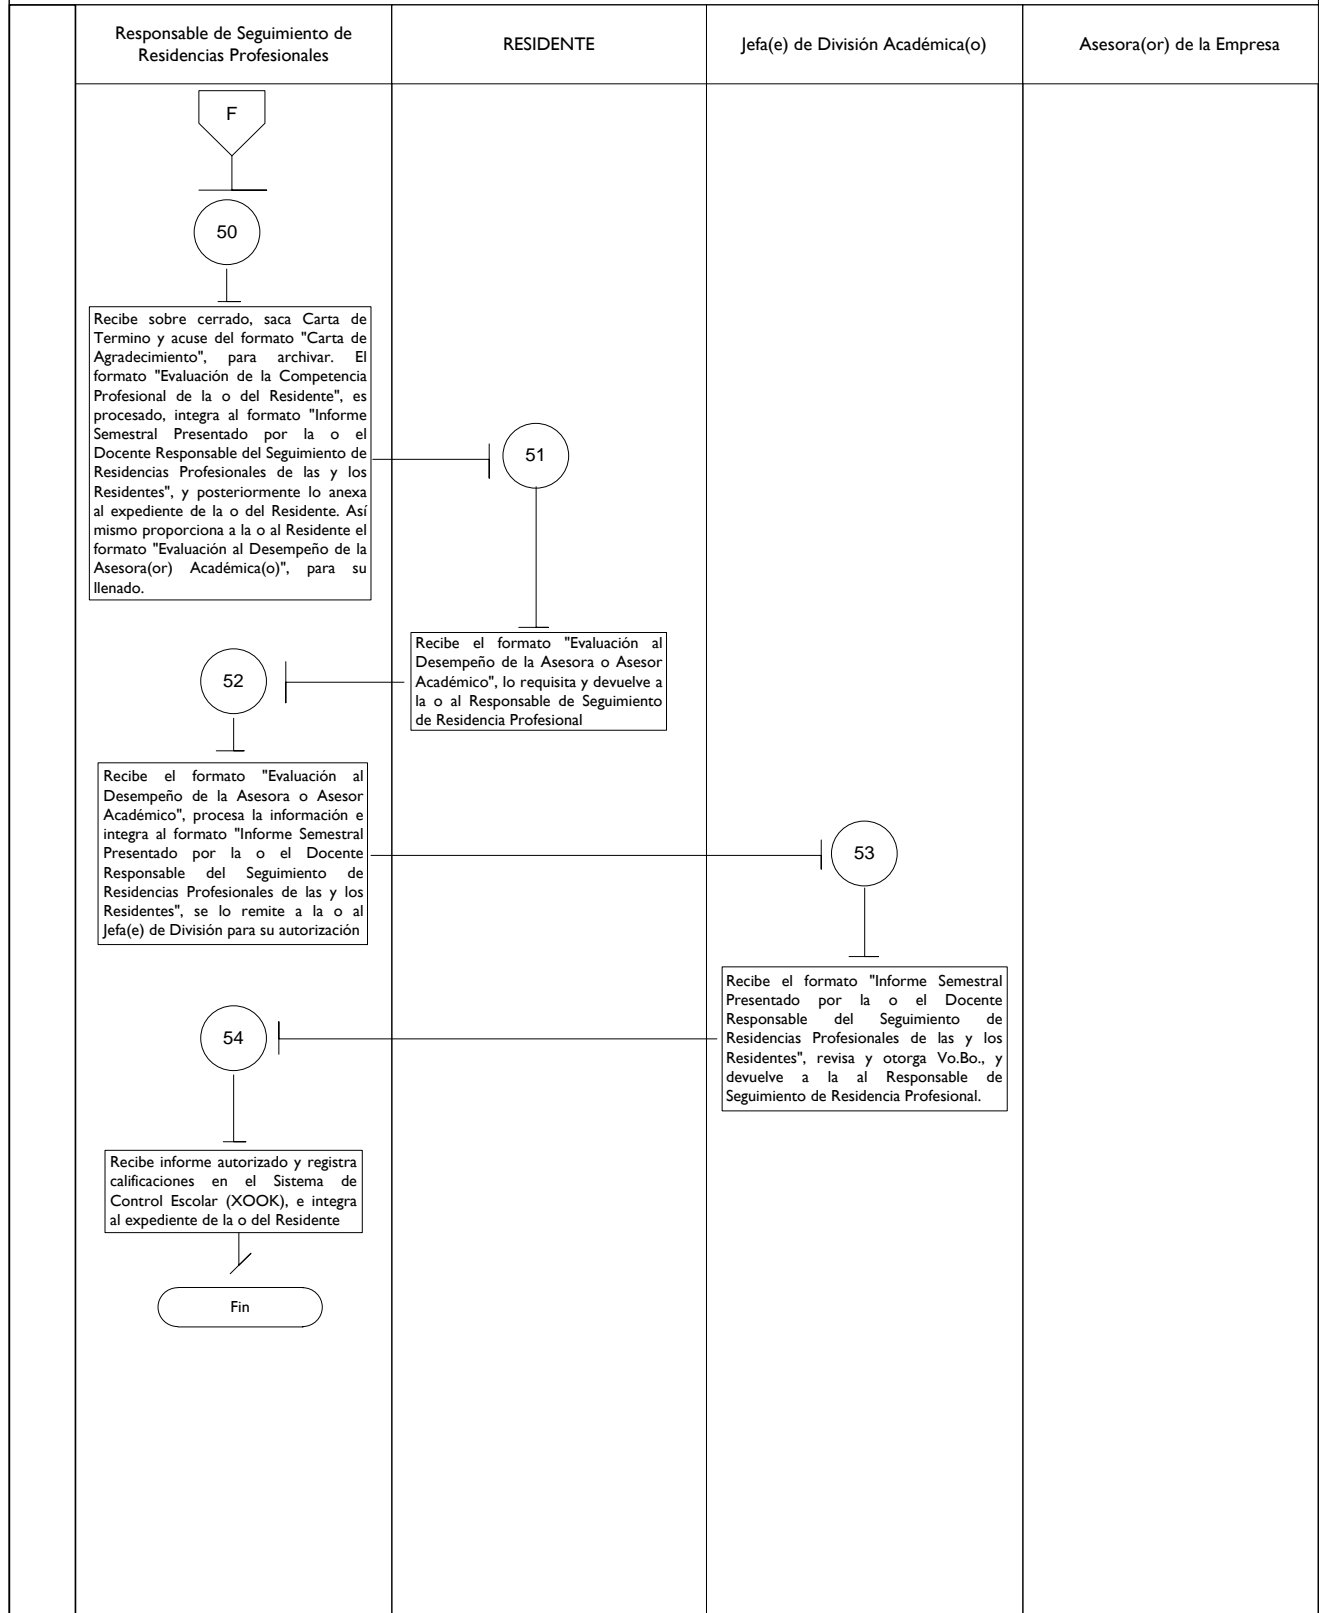 Responsable de Seguimiento de
Residencias Profesionales
RESIDENTE
Jefa(e) de División Académica(o)
Asesora(or) de la Empresa
F
50
Recibe sobre cerrado, saca Carta de
Termino y acuse del formato "Carta de
Agradecimiento", para archivar. El
formato "Evaluación de la Competencia
Profesional de la o del Residente", es
procesado, integra al formato "Informe
Semestral Presentado por la o el
Docente Responsable del Seguimiento de
Residencias Profesionales de las y los
Residentes", y posteriormente lo anexa
al expediente de la o del Residente. Así
mismo proporciona a la o al Residente el
formato "Evaluación al Desempeño de la
Asesora(or) Académica(o)", para su
llenado.
51
Recibe el formato "Evaluación al
Desempeño de la Asesora o Asesor
Académico", lo requisita y devuelve a
la o al Responsable de Seguimiento
de Residencia Profesional
52
Recibe el formato "Evaluación al
Desempeño de la Asesora o Asesor
Académico", procesa la información e
integra al formato "Informe Semestral
Presentado por la o el Docente
Responsable del Seguimiento de
Residencias Profesionales de las y los
Residentes", se lo remite a la o al
Jefa(e) de División para su autorización
53
Recibe el formato "Informe Semestral
Presentado por la o el Docente
Responsable del Seguimiento de
Residencias Profesionales de las y los
Residentes", revisa y otorga Vo.Bo., y
devuelve a la al Responsable de
Seguimiento de Residencia Profesional.
54
Recibe informe autorizado y registra
calificaciones en el Sistema de
Control Escolar (XOOK), e integra
al expediente de la o del Residente
Fin